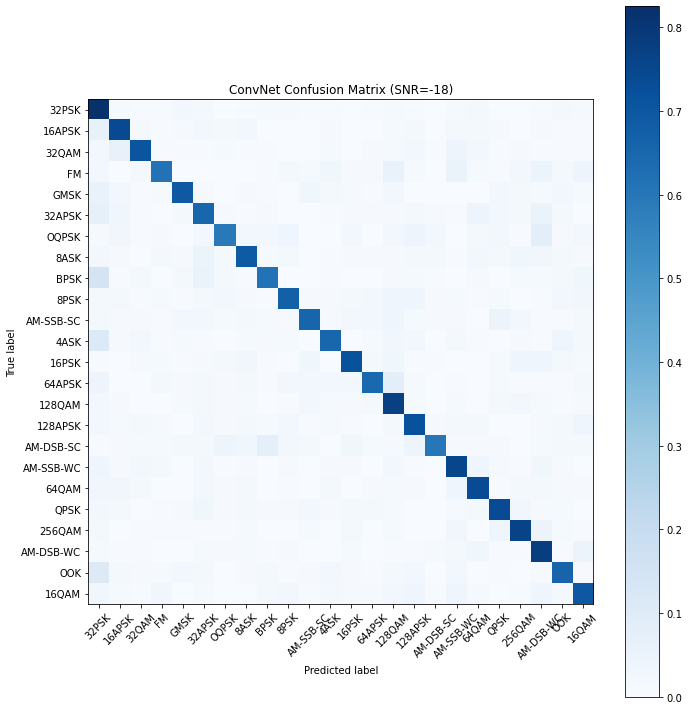 ConvNet Confusion Matrix (SNR=-18)
True label
32PSK
16APSK
32QAM
FM
GMSK
32APSK
OQPSK
8ASK
BPSK
8PSK
AM-SSB-SC
4ASK
16PSK
64APSK
128QAM
128APSK
AM-DSB-SC
AM-SSB-WC
64QAM
QPSK
256QAM
AM-DSB-WC
OOK
16QAM
32PSK
16APSK
32QAM
FM
GMSK
32APSK
OQPSK
8ASK
BPSK
8PSK
AM-SSB-SC
4ASK
16PSK
64APSK
128QAM
128APSK
AM-DSB-SC
AM-SSB-WC
64QAM
QPSK
256QAM
AM-DSB-WC
OOK
16QAM
Predicted label
0.8
0.7
0.6
0.5
0.4
0.3
0.2
0.1
0.0